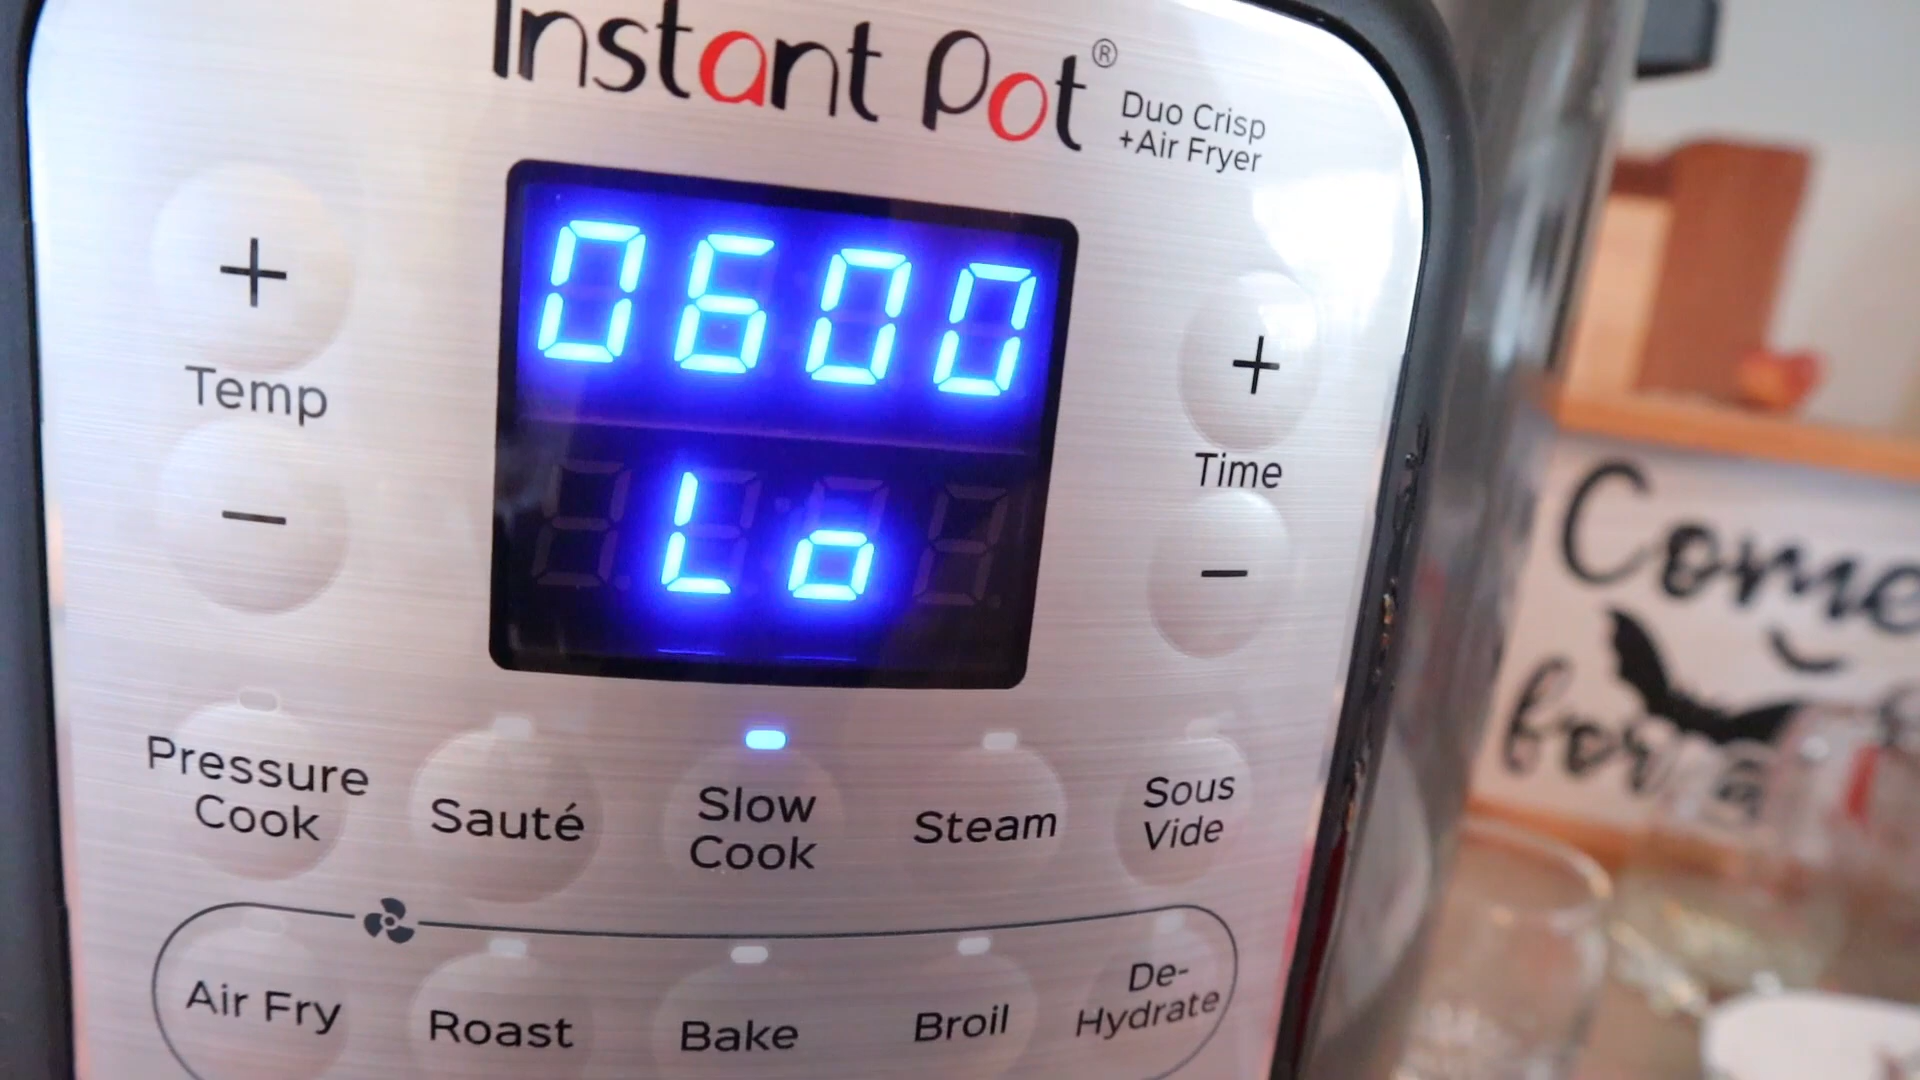 Instant Pot®
Duo Crisp
+Air Fryer
0600
Lo
+
Temp
−
+
Time
−
Pressure
Cook
Sauté
Slow
Cook
Steam
Sous
Vide
Air Fry
Roast
Bake
Broil
De-
Hydrate
Come
for a